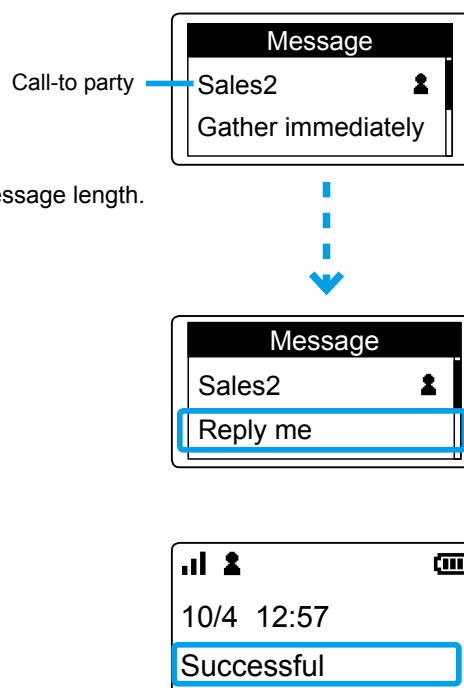 Message
Call-to party
Sales2
Gather immediately
essage length.
Message
Sales2
Reply me
10/4 12:57
Successful